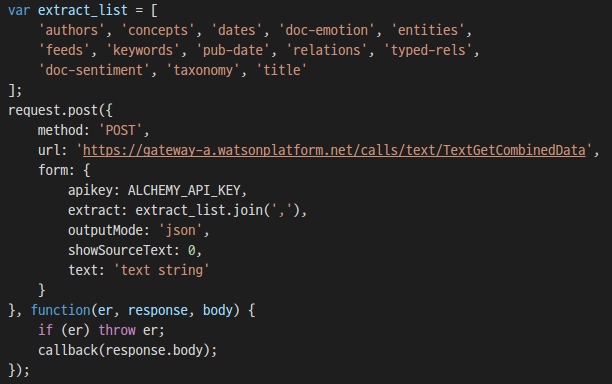 var extract_list = [
    'authors', 'concepts', 'dates', 'doc-emotion', 'entities',
    'feeds', 'keywords', 'pub-date', 'relations', 'typed-rels',
    'doc-sentiment', 'taxonomy', 'title'
];
request.post({
    method: 'POST',
    url: 'https://gateway-a.watsonplatform.net/calls/text/TextGetCombinedData',
    form: {
        apikey: ALCHEMY_API_KEY,
        extract: extract_list.join(','),
        outputMode: 'json',
        showSourceText: 0,
        text: 'text string'
    }
}, function(er, response, body) {
    if (er) throw er;
    callback(response.body);
});